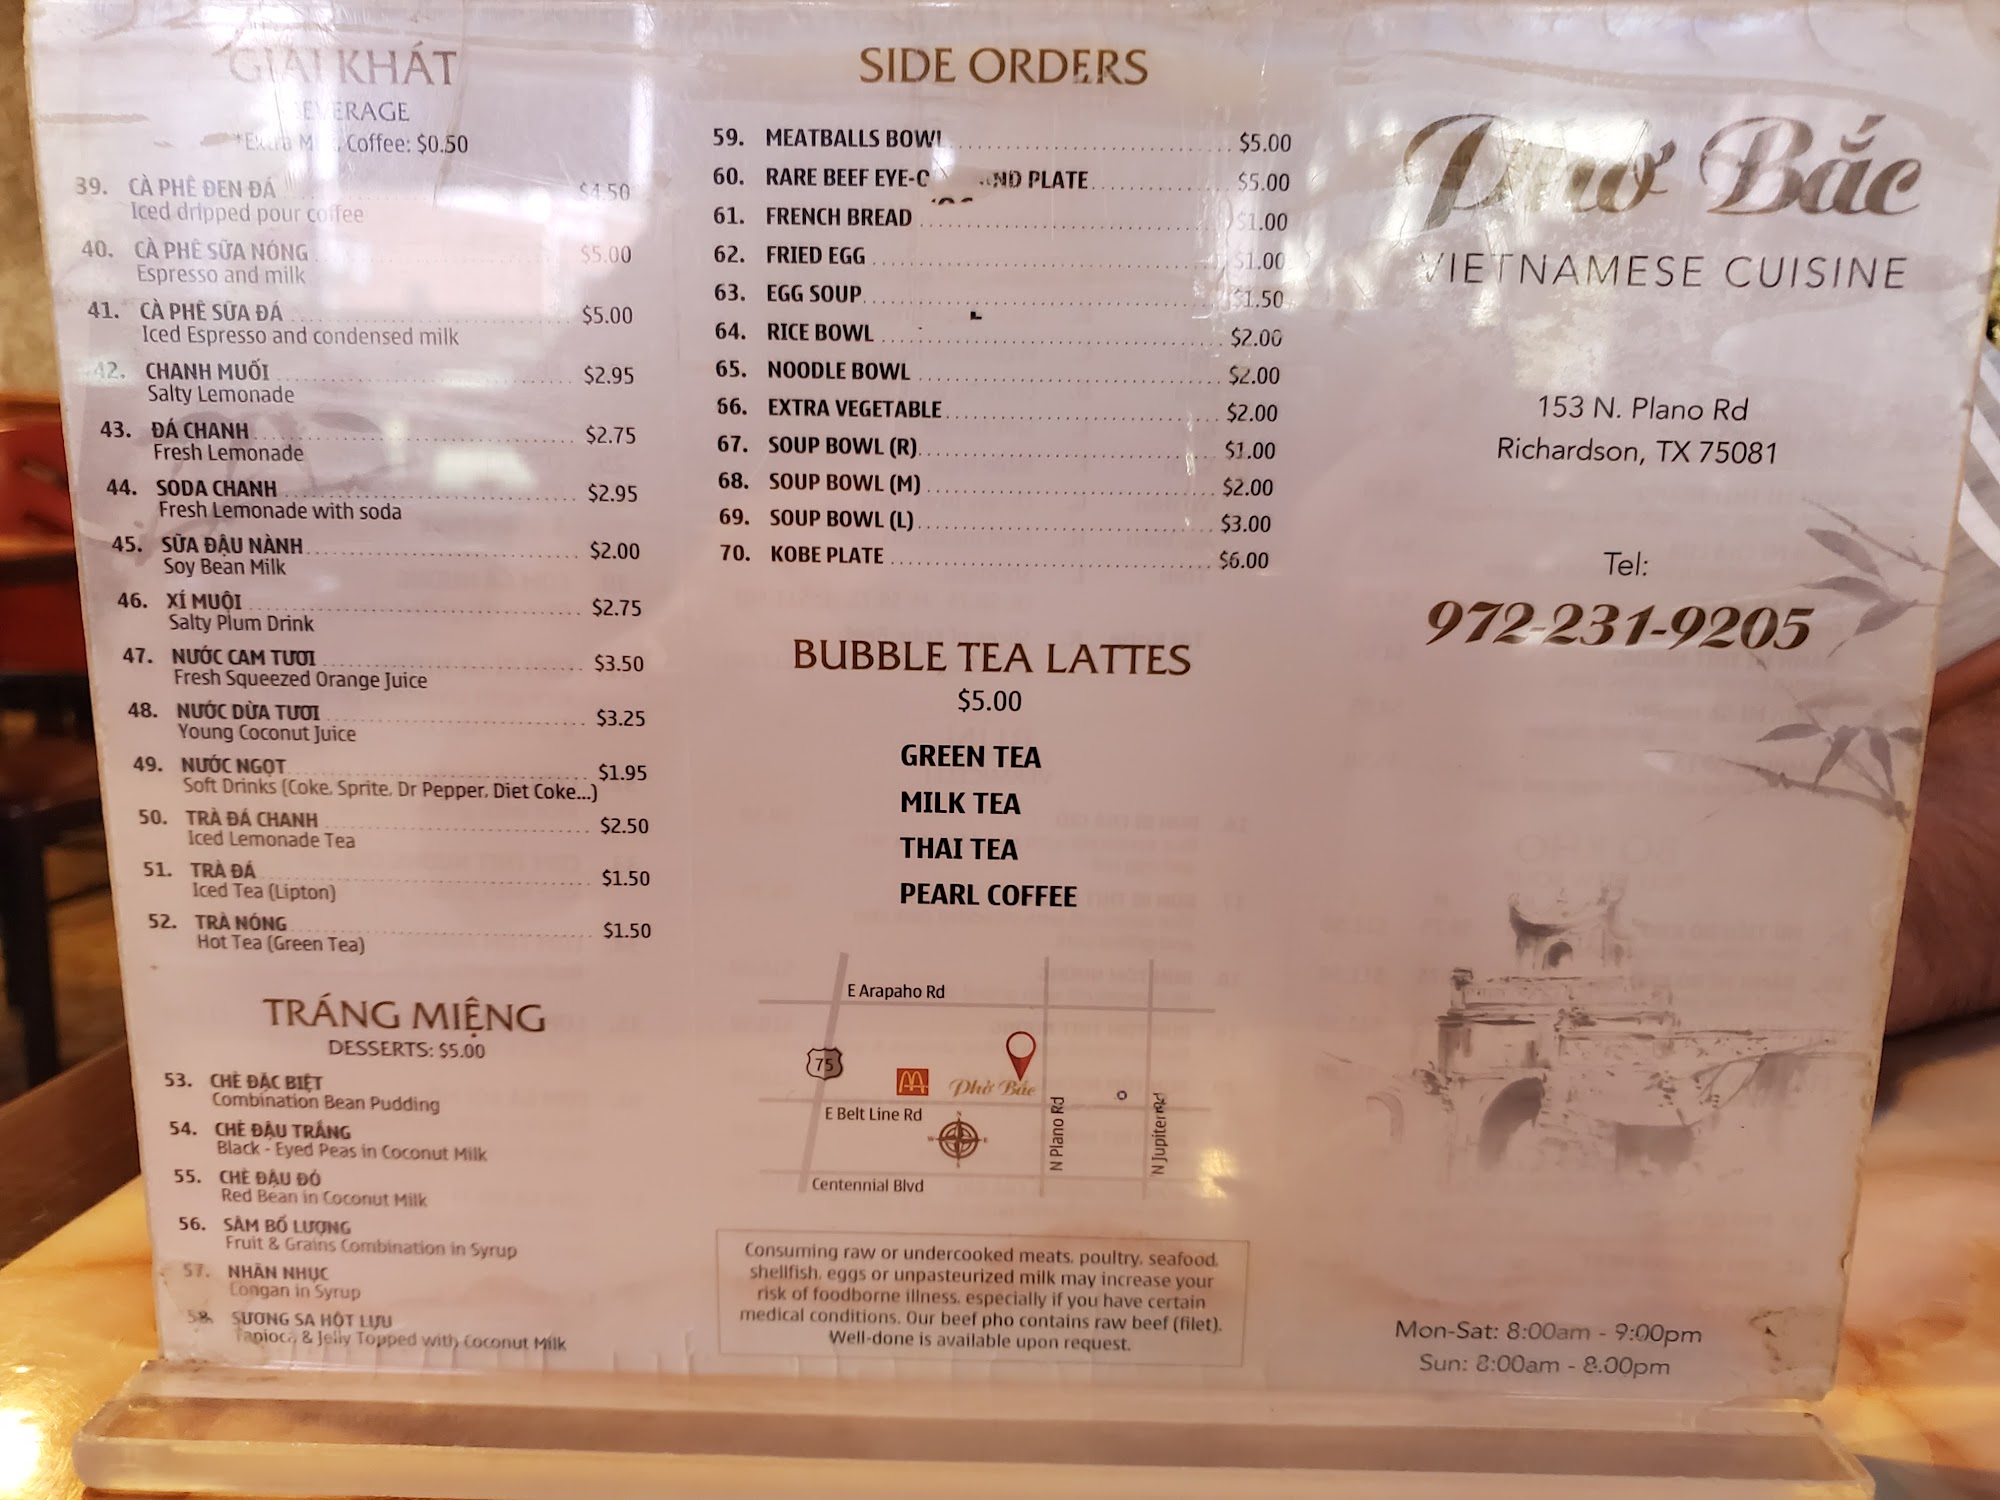 GIẢI KHÁT
BEVERAGE
*Extra Milk Coffee: $0.50
39. CÀ PHÊ ĐEN ĐÁ $4.50
Iced dripped pour coffee
40. CÀ PHÊ SỮA NÓNG $5.00
Espresso and milk
41. CÀ PHÊ SỮA ĐÁ $5.00
Iced Espresso and condensed milk
42. CHANH MUỐI $2.95
Salty Lemonade
43. ĐÁ CHANH $2.75
Fresh Lemonade
44. SODA CHANH $2.95
Fresh Lemonade with soda
45. SỮA ĐẬU NÀNH $2.00
Soy Bean Milk
46. XÍ MUỘI $2.75
Salty Plum Drink
47. NƯỚC CAM TƯƠI $3.50
Fresh Squeezed Orange Juice
48. NƯỚC DỪA TƯƠI $3.25
Young Coconut Juice
49. NƯỚC NGỌT $1.95
Soft Drinks (Coke, Sprite, Dr Pepper, Diet Coke...)
50. TRÀ ĐÁ CHANH $2.50
Iced Lemonade Tea
51. TRÀ ĐÁ $1.50
Iced Tea (Lipton)
52. TRÀ NÓNG $1.50
Hot Tea (Green Tea)
TRÁNG MIỆNG
DESSERTS: $5.00
53. CHÈ ĐẶC BIỆT
Combination Bean Pudding
54. CHÈ ĐẬU TRẮNG
Black - Eyed Peas in Coconut Milk
55. CHÈ ĐẬU ĐỎ
Red Bean in Coconut Milk
56. SÂM BỔ LƯỢNG
Fruit & Grains Combination in Syrup
57. NHÃN NHỤC
Longan in Syrup
58. SƯƠNG SA HỘT LỰU
Tapioca & Jelly Topped with Coconut Milk
SIDE ORDERS
59. MEATBALLS BOWL $5.00
60. RARE BEEF EYE- PLATE $5.00
61. FRENCH BREAD $1.00
62. FRIED EGG $1.00
63. EGG SOUP $1.50
64. RICE BOWL $2.00
65. NOODLE BOWL $2.00
66. EXTRA VEGETABLE $2.00
67. SOUP BOWL (R) $1.00
68. SOUP BOWL (M) $2.00
69. SOUP BOWL (L) $3.00
70. KOBE PLATE $6.00
BUBBLE TEA LATTES
$5.00
GREEN TEA
MILK TEA
THAI TEA
PEARL COFFEE
E Arapaho Rd
75
Phở Bắc
E Belt Line Rd
N Plano Rd
N Jupiter Rd
Centennial Blvd
Consuming raw or undercooked meats, poultry, seafood,
shellfish, eggs or unpasteurized milk may increase your
risk of foodborne illness, especially if you have certain
medical conditions. Our beef pho contains raw beef (filet).
Well-done is available upon request.
Phở Bắc
VIETNAMESE CUISINE
153 N. Plano Rd
Richardson, TX 75081
Tel:
972-231-9205
Mon-Sat: 8:00am - 9:00pm
Sun: 8:00am - 8:00pm